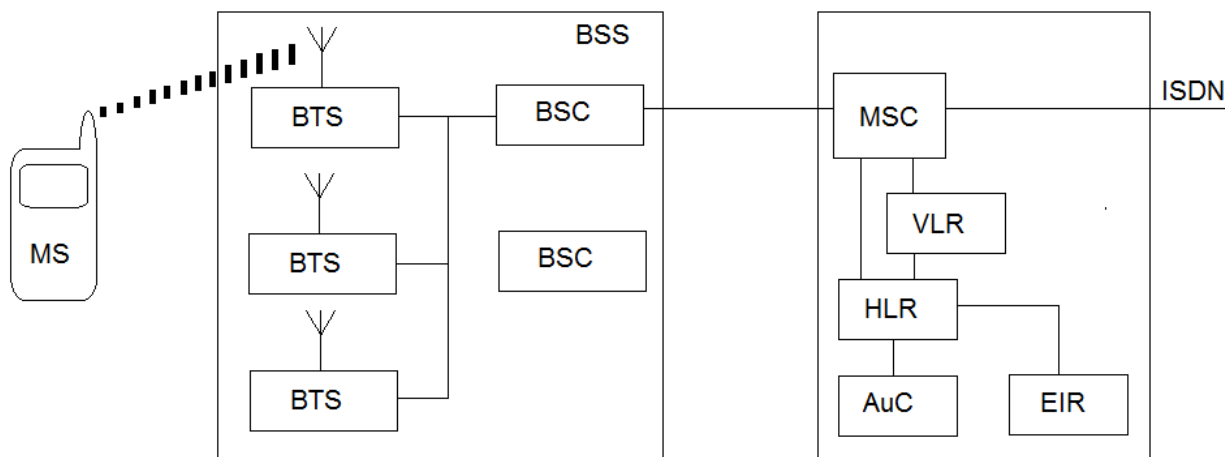 BSS
ISDN
BTS
BSC
MSC
MS
BTS
BSC
VLR
HLR
BTS
AuC
EIR